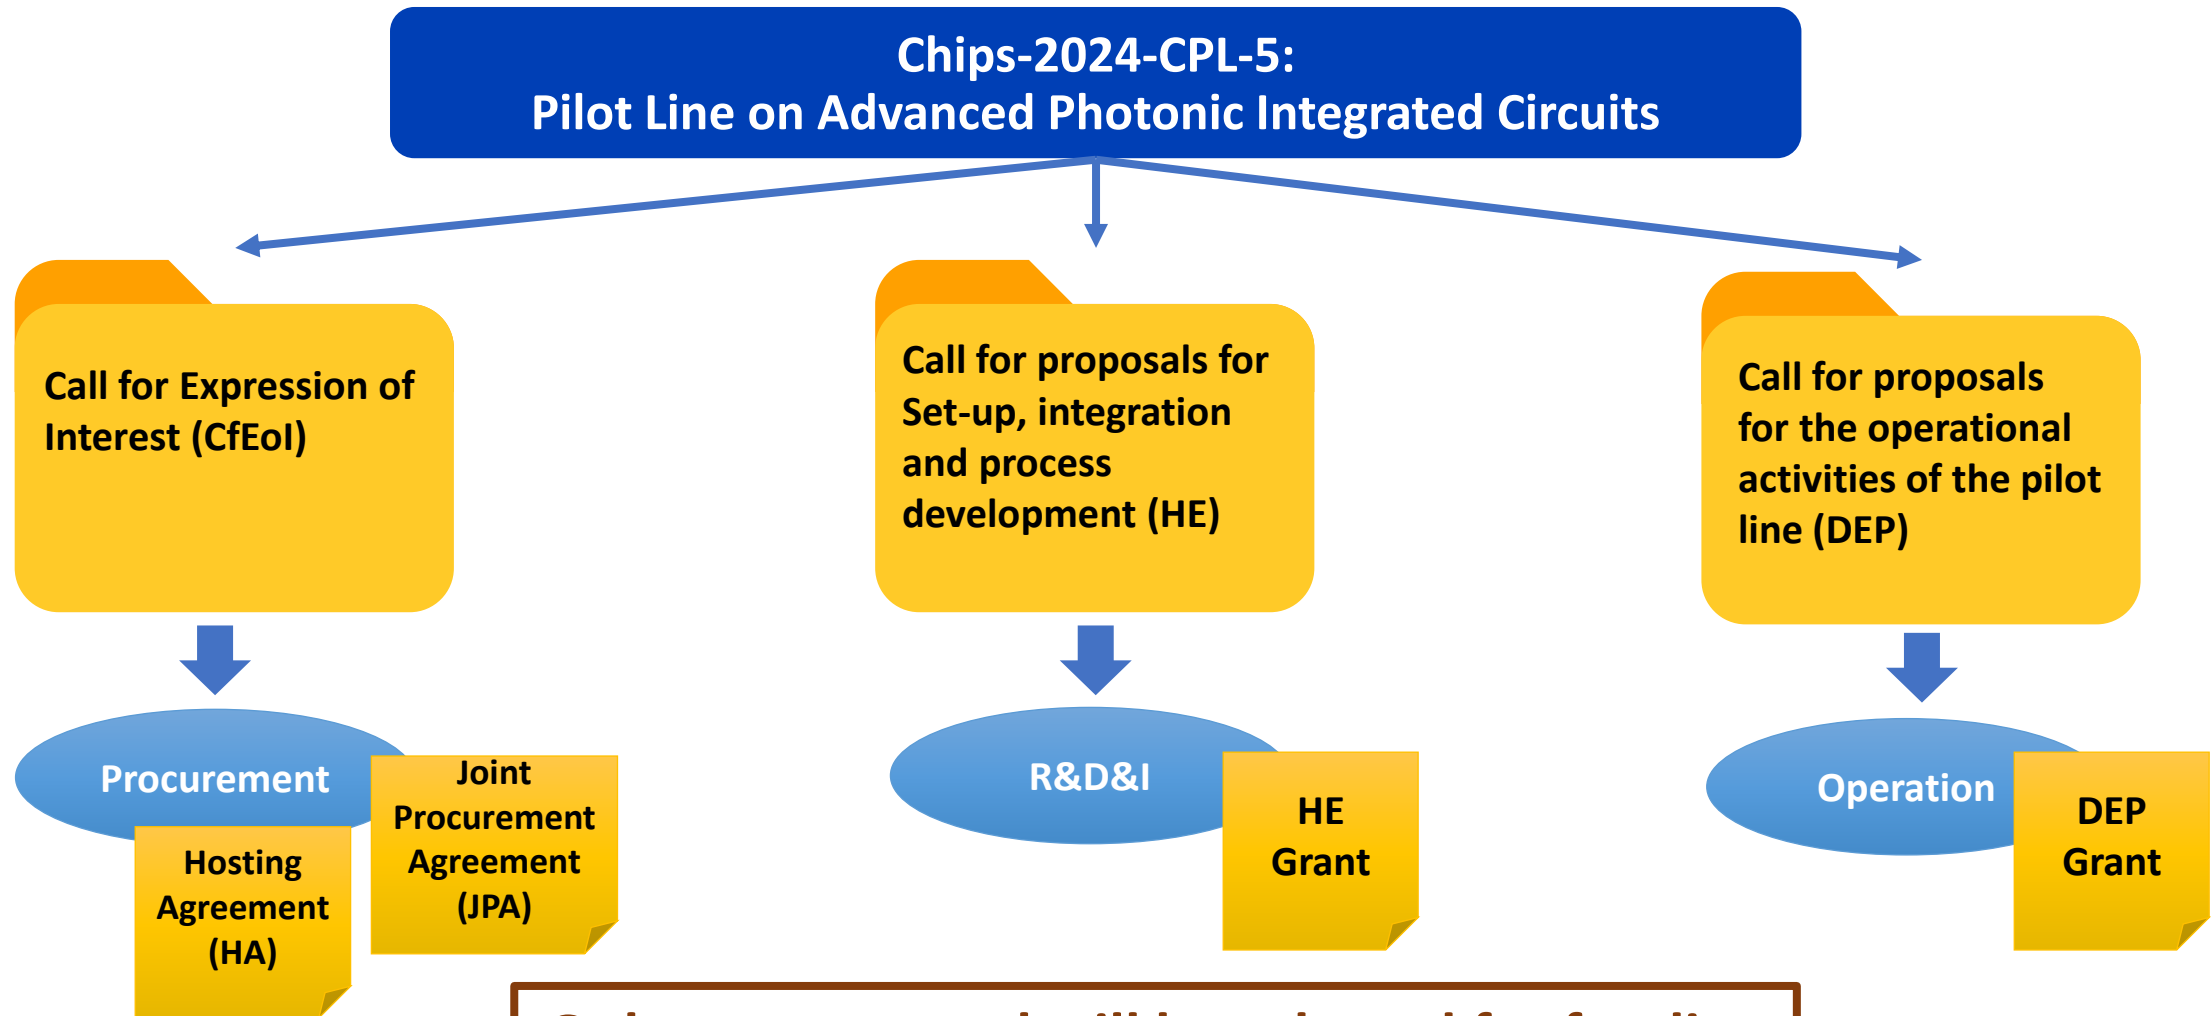 Chips-2024-CPL-5:
Pilot Line on Advanced Photonic Integrated Circuits
Call for Expression of
Interest (CfEoI)
Call for proposals for
Set-up, integration
and process
development (HE)
Call for proposals
for the operational
activities of the pilot
line (DEP)
Procurement
Joint
Procurement
Agreement
(JPA)
Hosting
Agreement
(HA)
R&D&I
HE
Grant
Operation
DEP
Grant